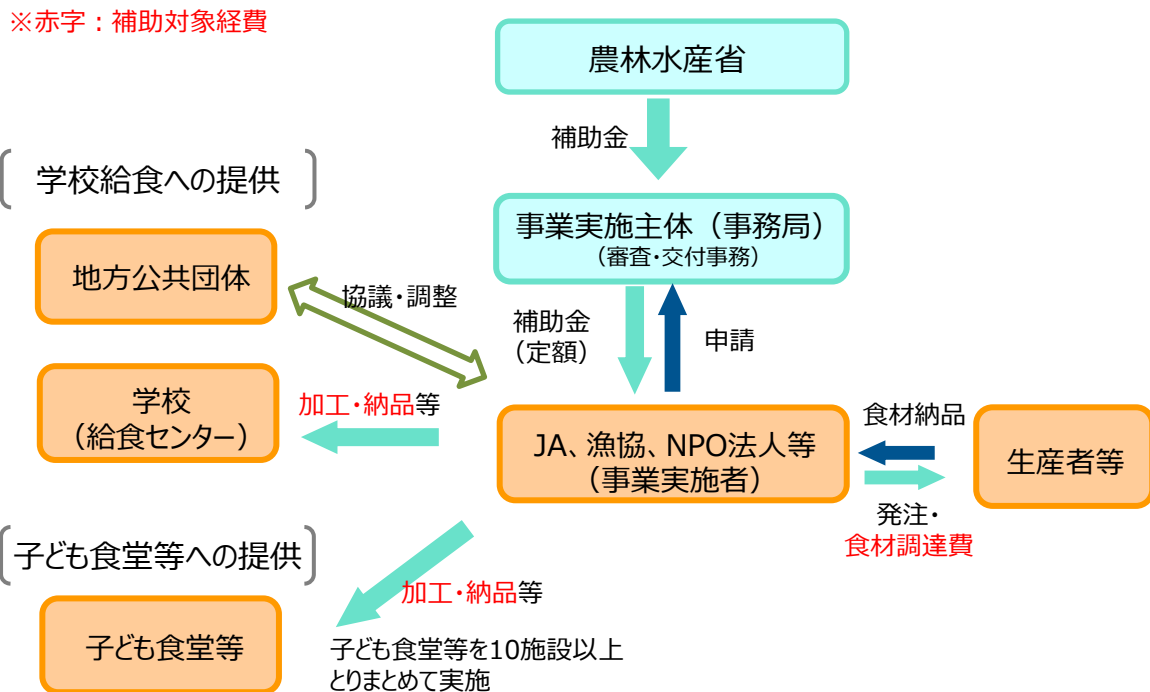 ※赤字：補助対象経費
農林水産省
補助金
学校給食への提供
事業実施主体（事務局）
（審査・交付事務）
地方公共団体
協議・調整
補助金
（定額）
申請
学校
（給食センター）
加工・納品等
JA、漁協、NPO法人等
（事業実施者）
食材納品
生産者等
発注・
食材調達費
子ども食堂等への提供
加工・納品等
子ども食堂等
子ども食堂等を10施設以上
とりまとめて実施